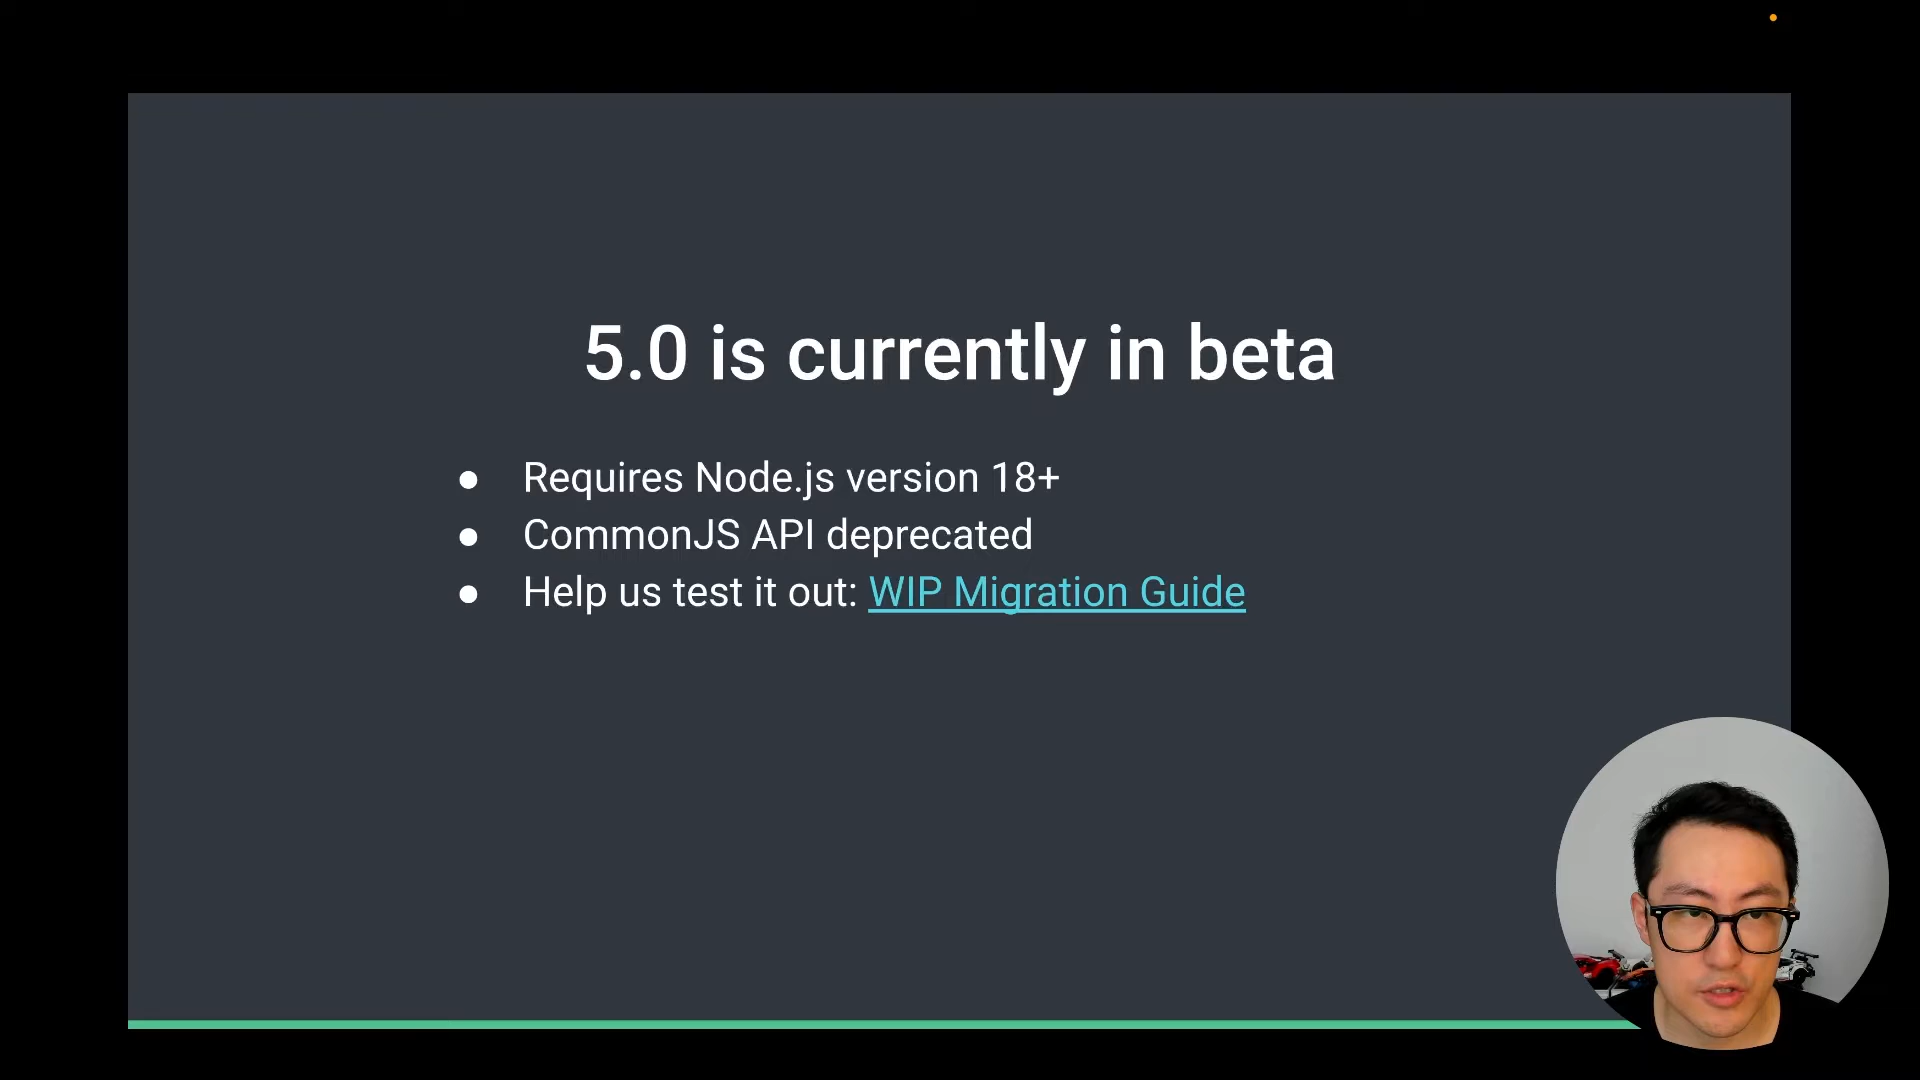 5.0 is currently in beta
● Requires Node.js version 18+
● CommonJS API deprecated
● Help us test it out: WIP Migration Guide